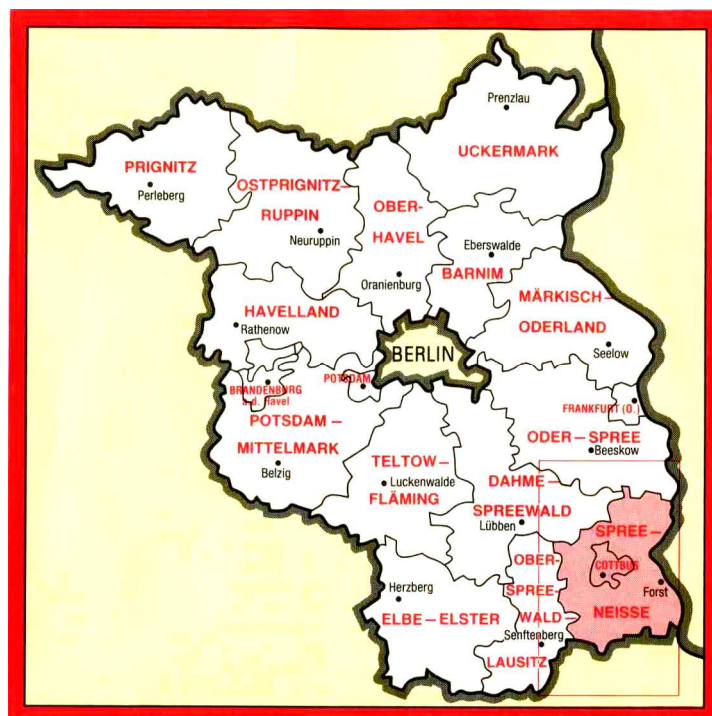 Prenzlau
UCKERMARK
PRIGNITZ
Perleberg
OSTPRIGNITZ—
RUPPIN
Neuruppin
OBER-
HAVEL
Oranienburg
Eberswalde
BARNIM
MÄRKISCH—
ODERLAND
Seelow
HAVELLAND
Rathenow
BERLIN
BRANDENBURG
a.d. Havel
POTSDAM
FRANKFURT (O.)
POTSDAM—
MITTELMARK
Belzig
ODER—SPREE
Beeskow
TELTOW—
Luckenwalde
FLÄMING
DAHME—
SPREEWALD
Lübben
SPREE—
COTTBUS
Forst
NEISSE
OBER-
SPREE-
WALD—
Senftenberg
LAUSITZ
Herzberg
ELBE—ELSTER